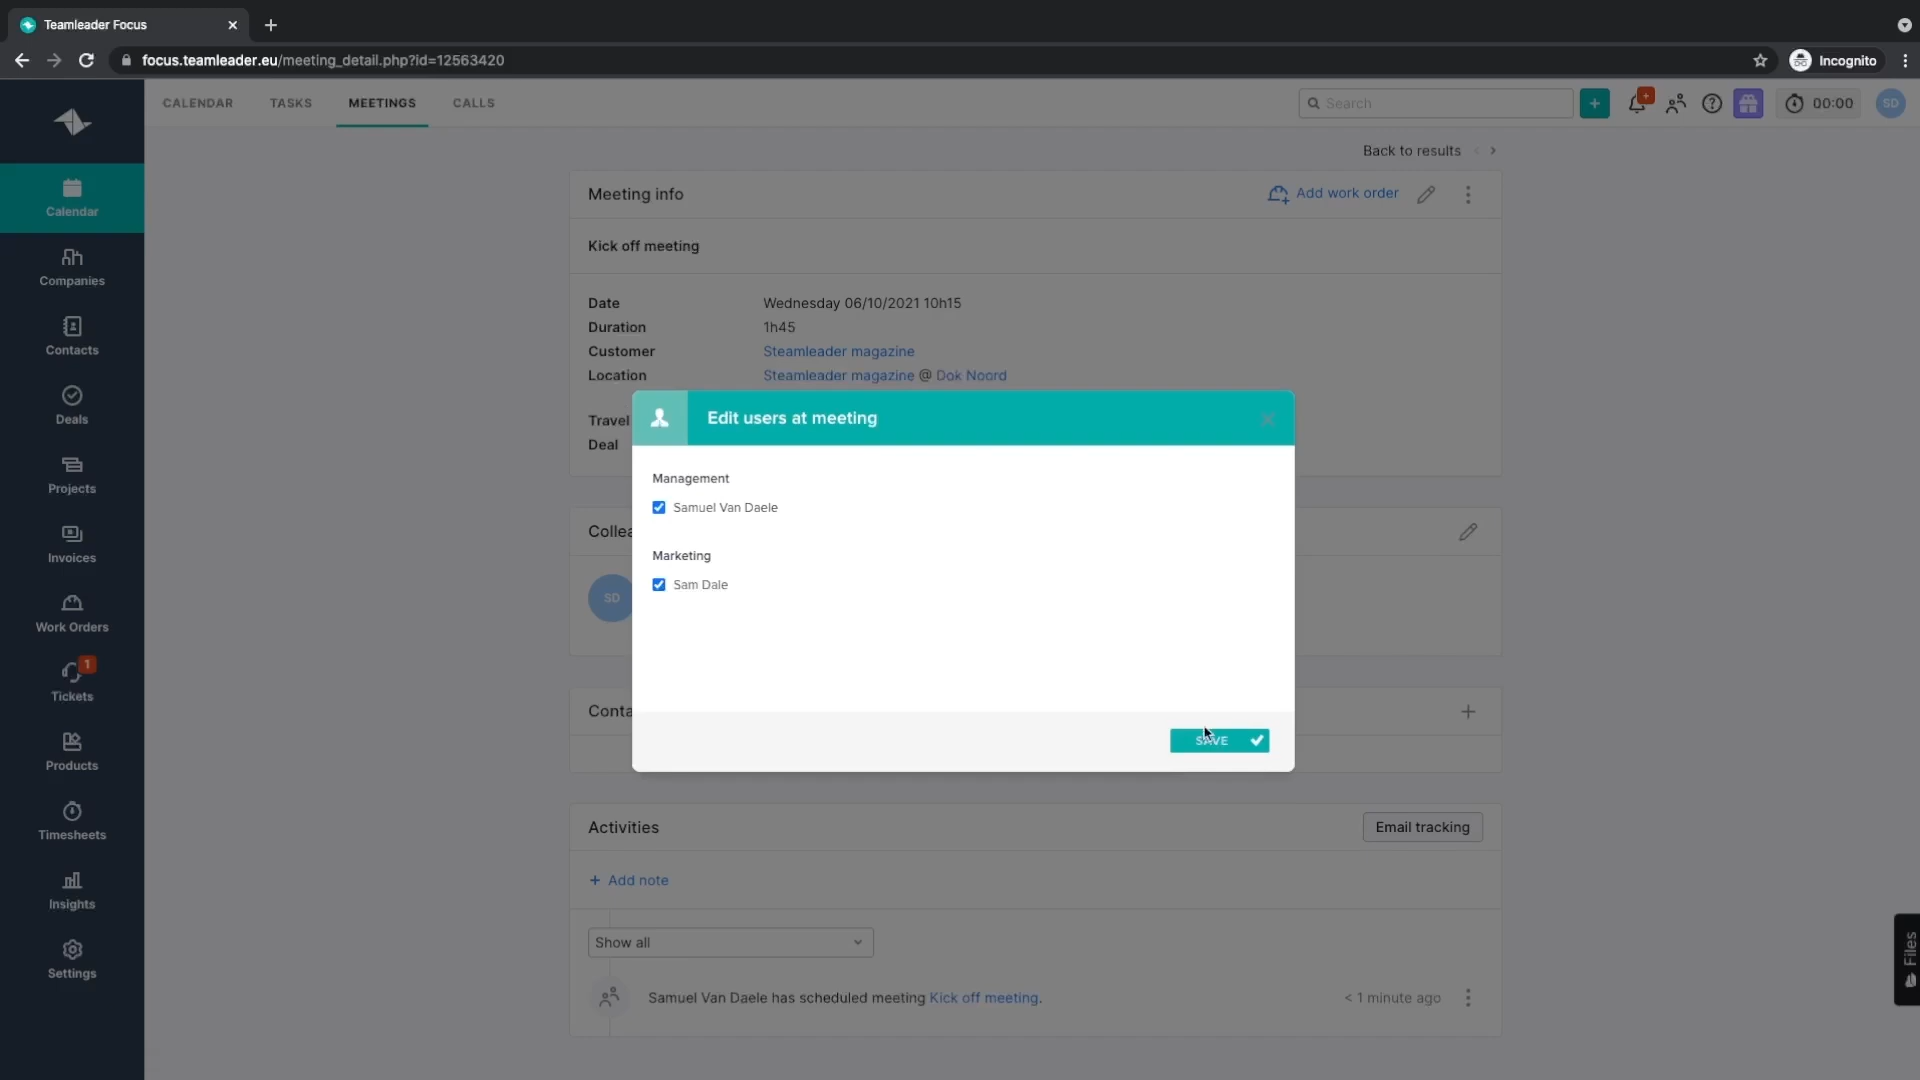 Teamleader Focus
focus.teamleader.eu/meeting_detail.php?id=12563420
Incognito
CALENDAR
TASKS
MEETINGS
CALLS
Search
+
00:00
SD
Calendar
Companies
Contacts
Deals
Projects
Invoices
Work Orders
1
Tickets
Products
Timesheets
Insights
Settings
Back to results
Meeting info
Add work order
Kick off meeting
Date Wednesday 06/10/2021 10h15
Duration 1h45
Customer Steamleader magazine
Location Steamleader magazine @ Dok Noord
Travel
Deal
Edit users at meeting
Management
Samuel Van Daele
Marketing
Sam Dale
SAVE
Collea
SD
Conta
Activities
Email tracking
+ Add note
Show all
Samuel Van Daele has scheduled meeting Kick off meeting.
< 1 minute ago
Files